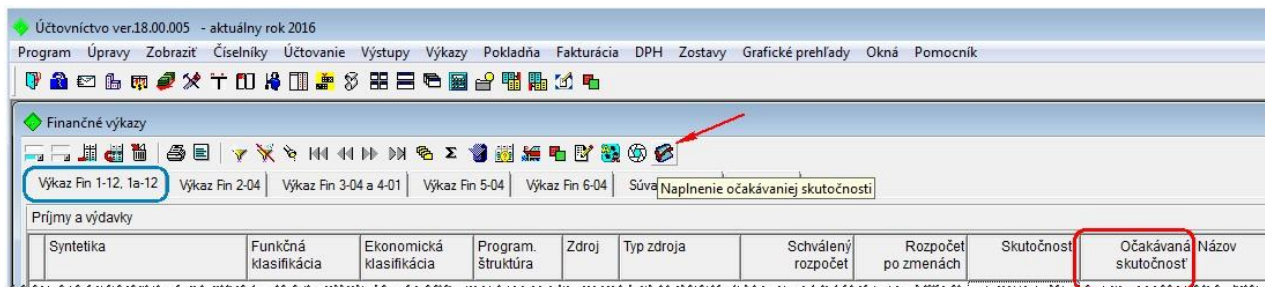 Účtovníctvo ver.18.00.005 - aktuálny rok 2016
Program Úpravy Zobraziť Číselníky Účtovanie Výstupy Výkazy Pokladňa Fakturácia DPH Zostavy Grafické prehľady Okná Pomocník
Finančné výkazy
Výkaz Fin 1-12, 1a-12 Výkaz Fin 2-04 Výkaz Fin 3-04 a 4-01 Výkaz Fin 5-04 Výkaz Fin 6-04 Súva
Naplnenie očakávaniej skutočnosti
Príjmy a výdavky
Syntetika Funkčná klasifikácia Ekonomická klasifikácia Program. štruktúra Zdroj Typ zdroja Schválený rozpočet Rozpočet po zmenách Skutočnosť Očakávaná skutočnosť Názov